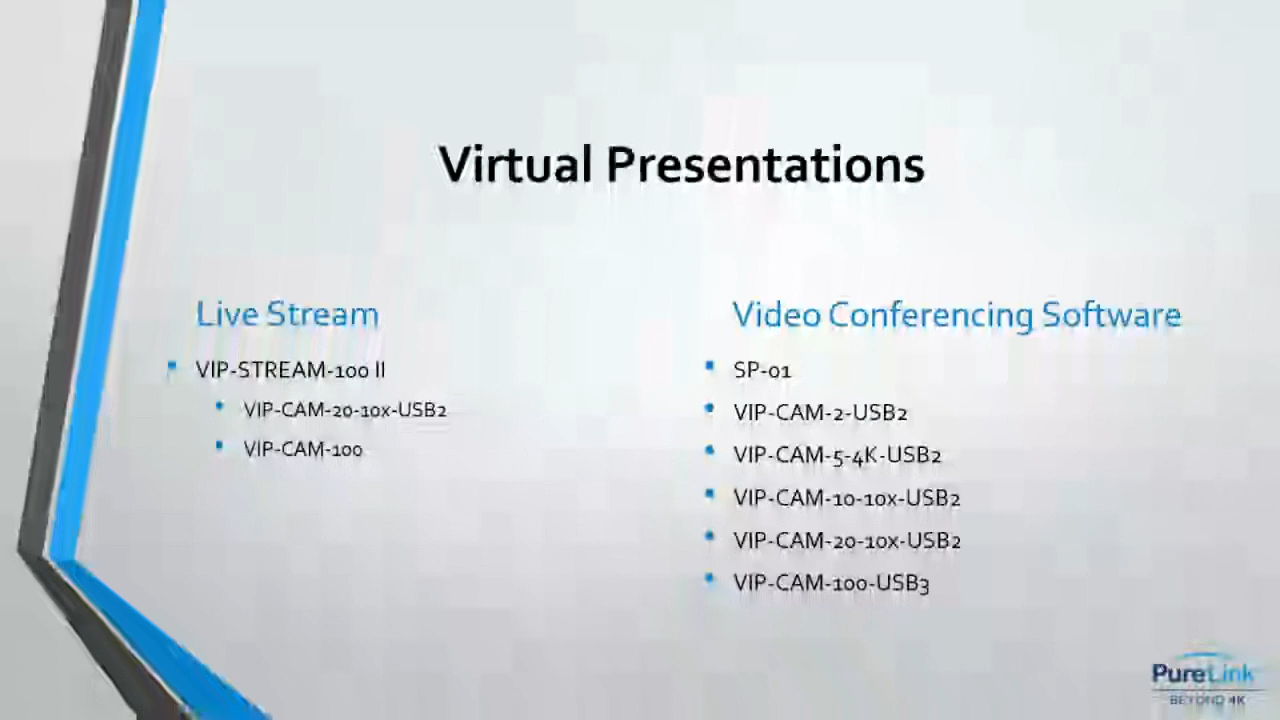 Virtual Presentations
Live Stream
VIP-STREAM-100 II
VIP-CAM-20-10x-USB2
VIP-CAM-100
Video Conferencing Software
SP-01
VIP-CAM-2-USB2
VIP-CAM-5-4K-USB2
VIP-CAM-10-10x-USB2
VIP-CAM-20-10x-USB2
VIP-CAM-100-USB3
PureLink
BEYOND 4K